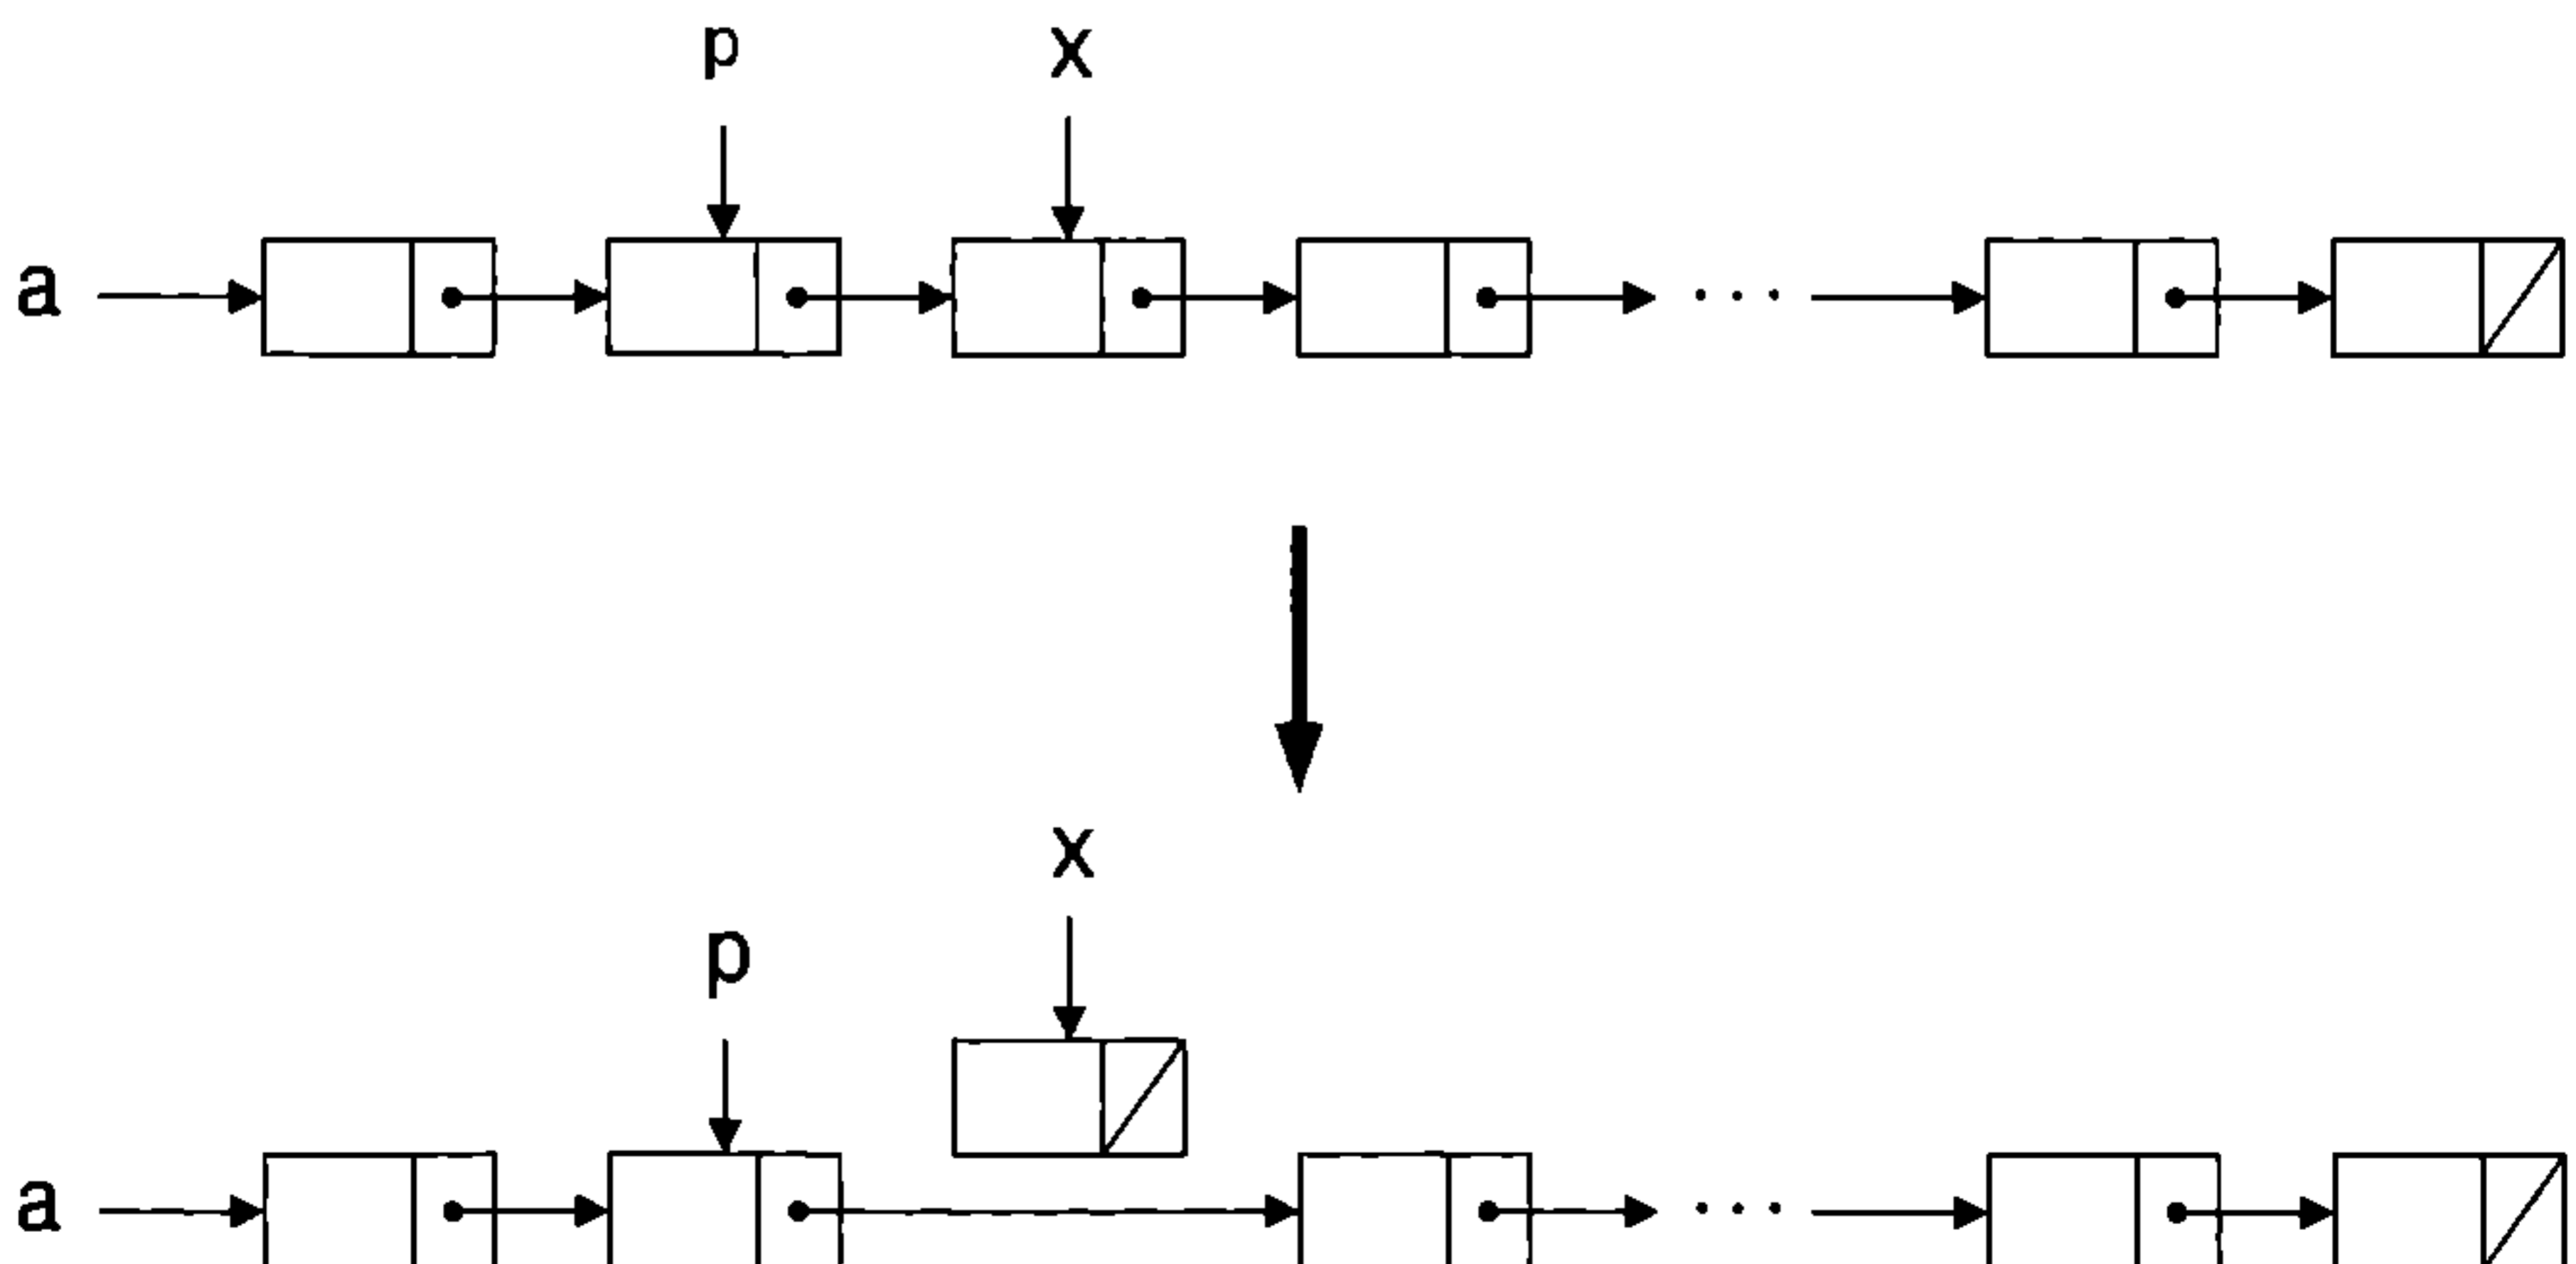 p x
a . . .
x
p
a . . .